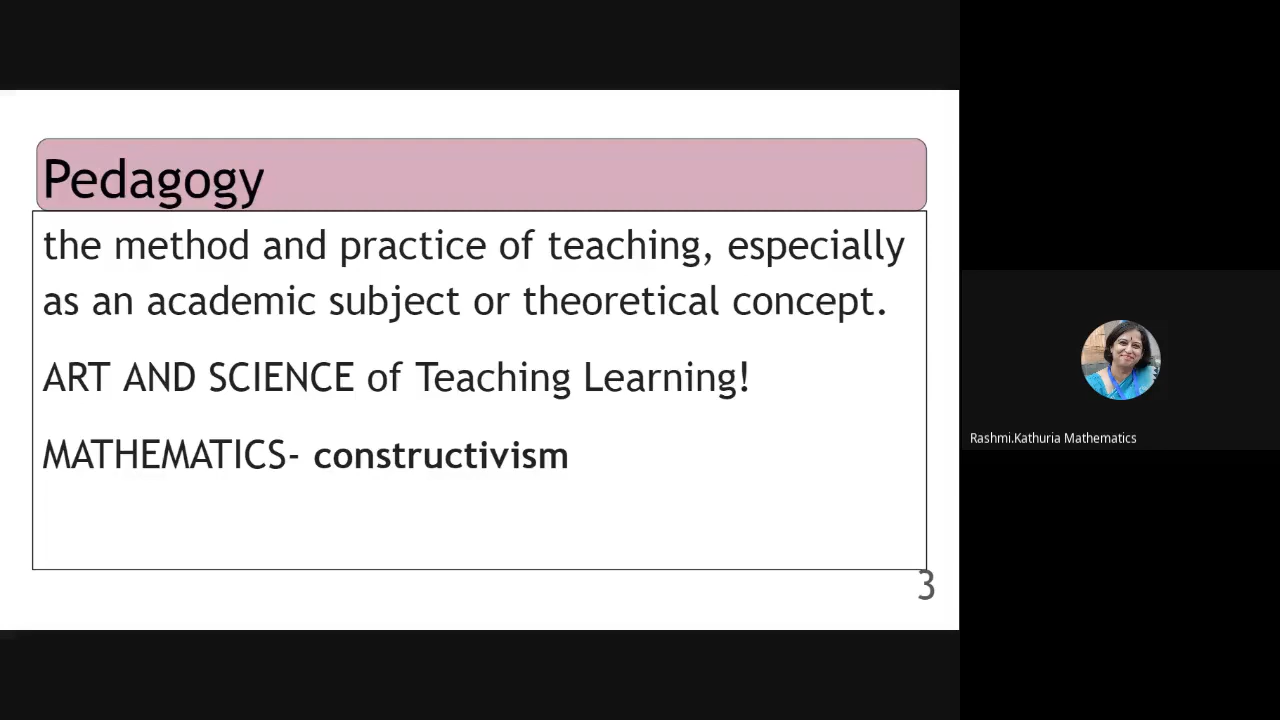 Pedagogy
the method and practice of teaching, especially
as an academic subject or theoretical concept.
ART AND SCIENCE of Teaching Learning!
MATHEMATICS- constructivism
3
Rashmi.Kathuria Mathematics